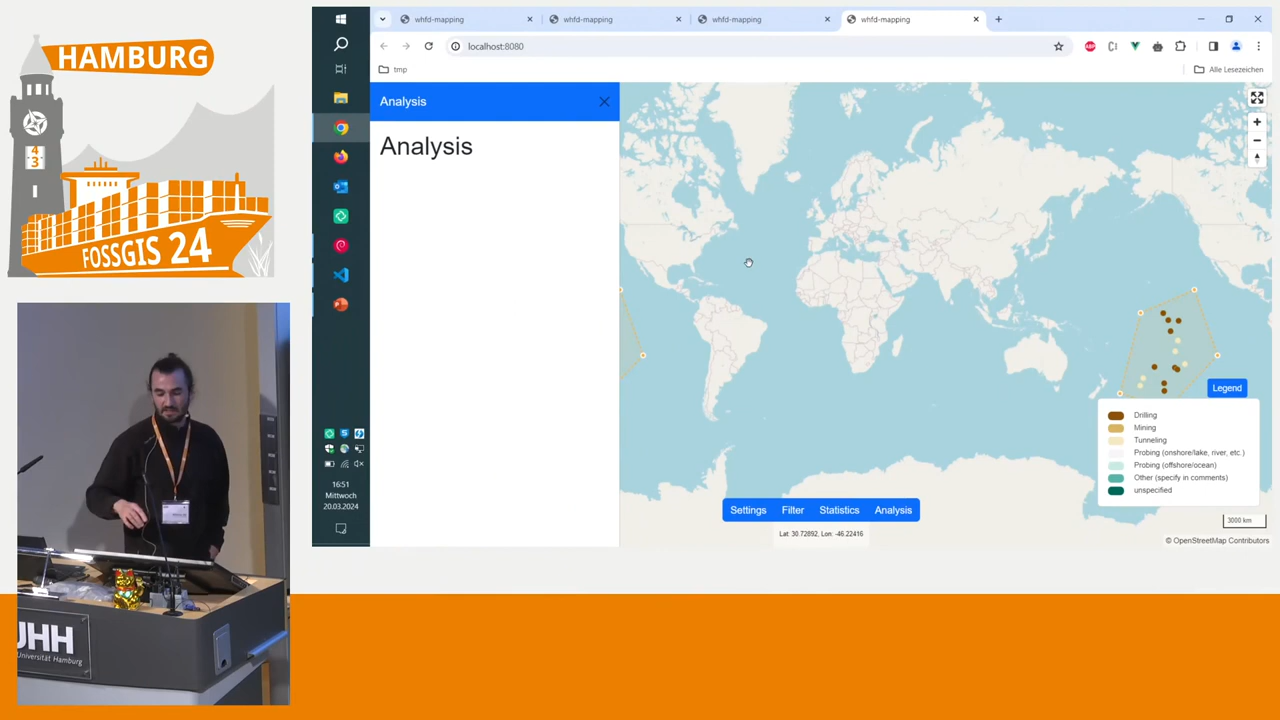 HAMBURG
4
3
FOSSGIS 24
whfd-mapping
whfd-mapping
whfd-mapping
whfd-mapping
localhost:8080
tmp
Alle Lesezeichen
Analysis
Analysis
Legend
Drilling
Mining
Tunneling
Probing (onshore/lake, river, etc.)
Probing (offshore/ocean)
Other (specify in comments)
unspecified
Settings
Filter
Statistics
Analysis
Lat: 30.72892, Lon: -46.22416
3000 km
© OpenStreetMap Contributors
16:51
Mittwoch
20.03.2024
UHH
Universität Hamburg